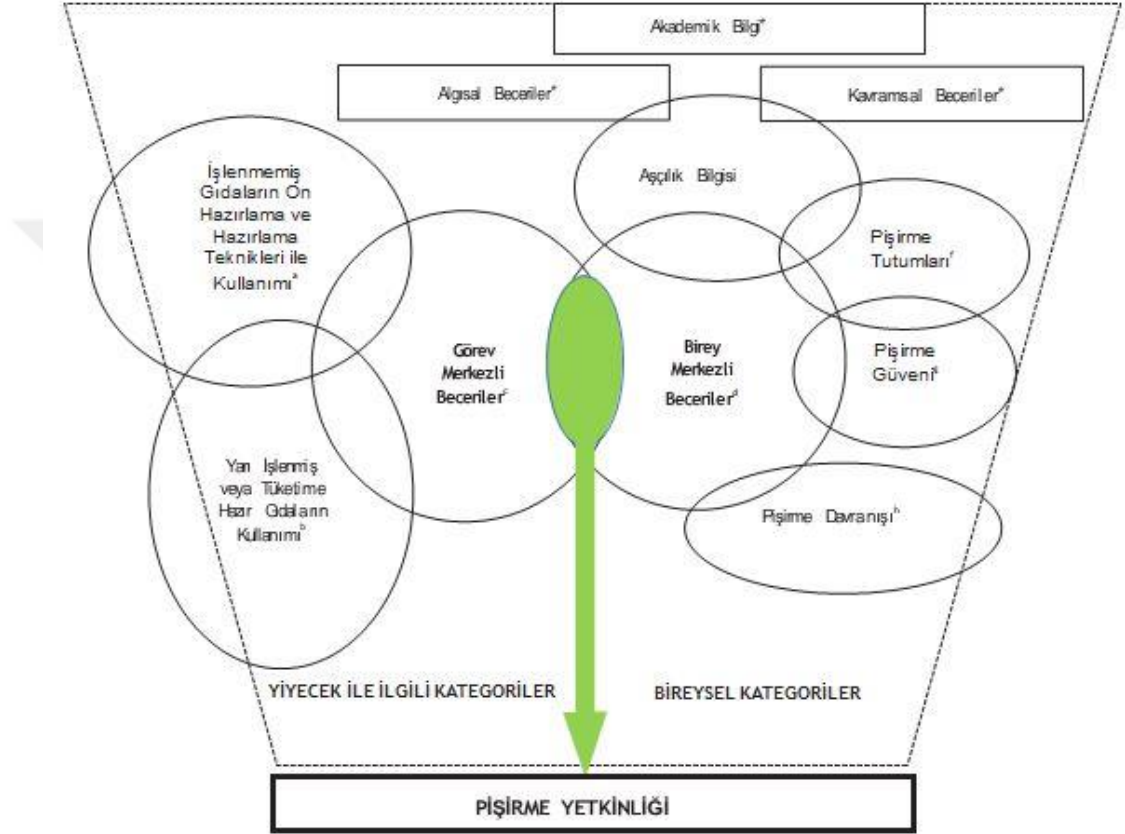 Akademik Bilgi*
Algısal Beceriler*
Kavramsal Beceriler*
İşlenmemiş
Gıdaların Ön
Hazırlama ve
Hazırlama
Teknikleri ile
Kullanımı^a
Aşçılık Bilgisi
Pişirme
Tutumları^f
Görev
Merkezli
Beceriler^c
Birey
Merkezli
Beceriler^d
Pişirme
Güveni^g
Yarı İşlenmiş
veya Tüketime
Hazır Gıdaların
Kullanımı^b
Pişirme Davranışı^h
YİYECEK İLE İLGİLİ KATEGORİLER
BİREYSEL KATEGORİLER
PİŞİRME YETKİNLİĞİ